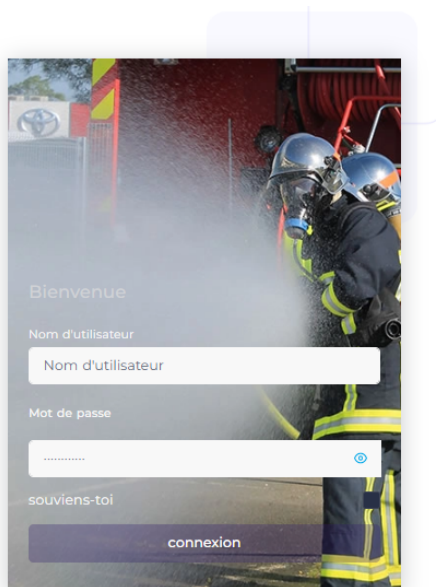 Bienvenue
Nom d'utilisateur
Nom d'utilisateur
Mot de passe
............
souviens-toi
connexion